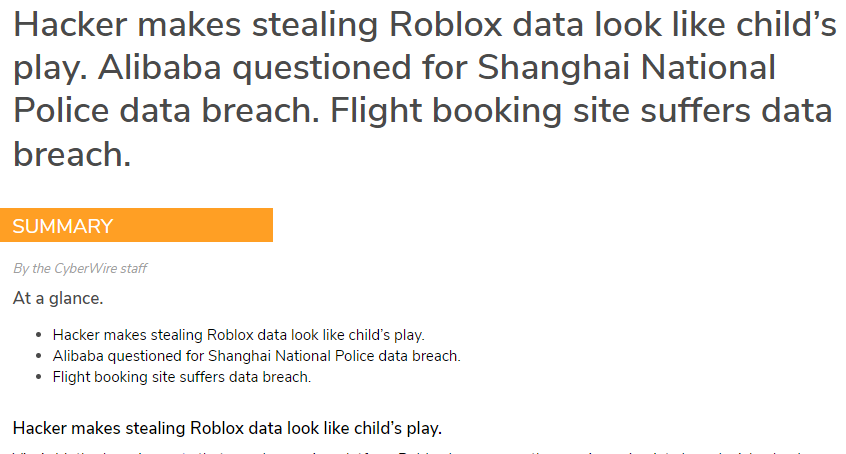 Hacker makes stealing Roblox data look like child’s
play. Alibaba questioned for Shanghai National
Police data breach. Flight booking site suffers data
breach.
SUMMARY
By the CyberWire staff
At a glance.
• Hacker makes stealing Roblox data look like child’s play.
• Alibaba questioned for Shanghai National Police data breach.
• Flight booking site suffers data breach.
Hacker makes stealing Roblox data look like child’s play.